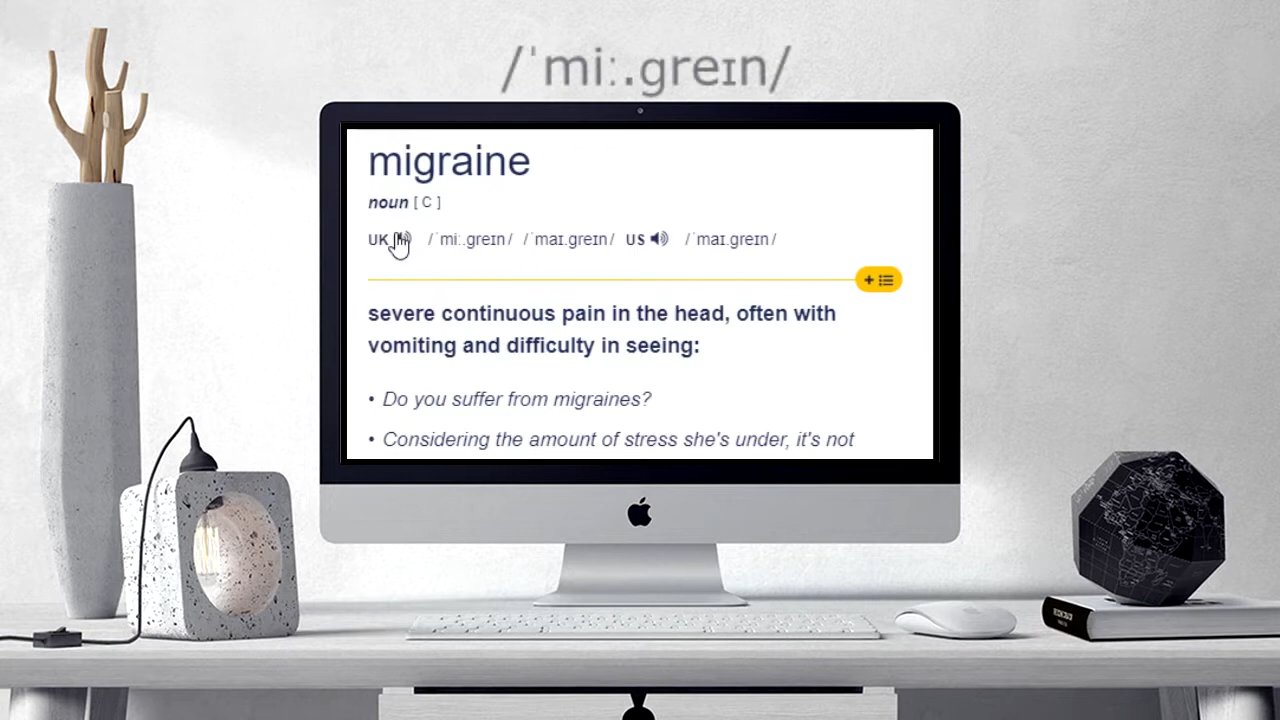 /ˈmiː.ɡreɪn/
migraine
noun [ C ]
UK /ˈmiː.ɡreɪn/ /ˈmaɪ.ɡreɪn/ US /ˈmaɪ.ɡreɪn/
severe continuous pain in the head, often with
vomiting and difficulty in seeing:
• Do you suffer from migraines?
• Considering the amount of stress she's under, it's not